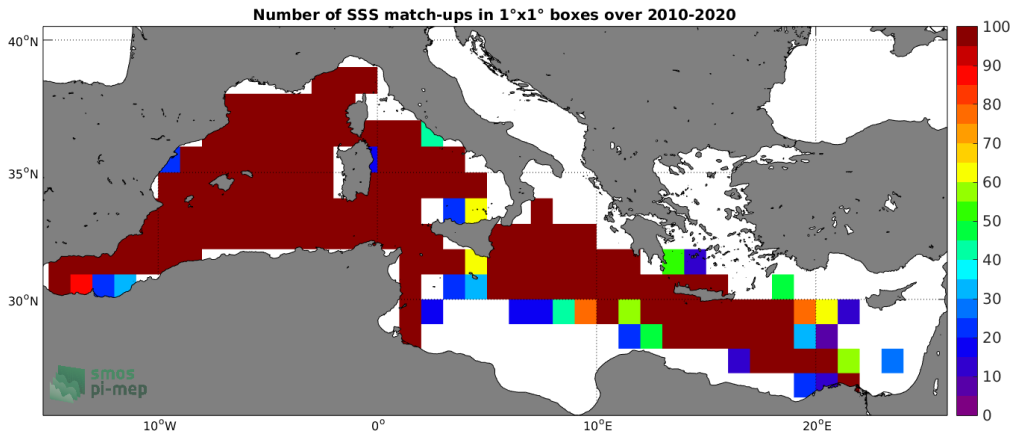 Number of SSS match-ups in 1°x1° boxes over 2010-2020
40°N
35°N
30°N
10°W
0°
10°E
20°E
100
90
80
70
60
50
40
30
20
10
0
smos
pi-mep